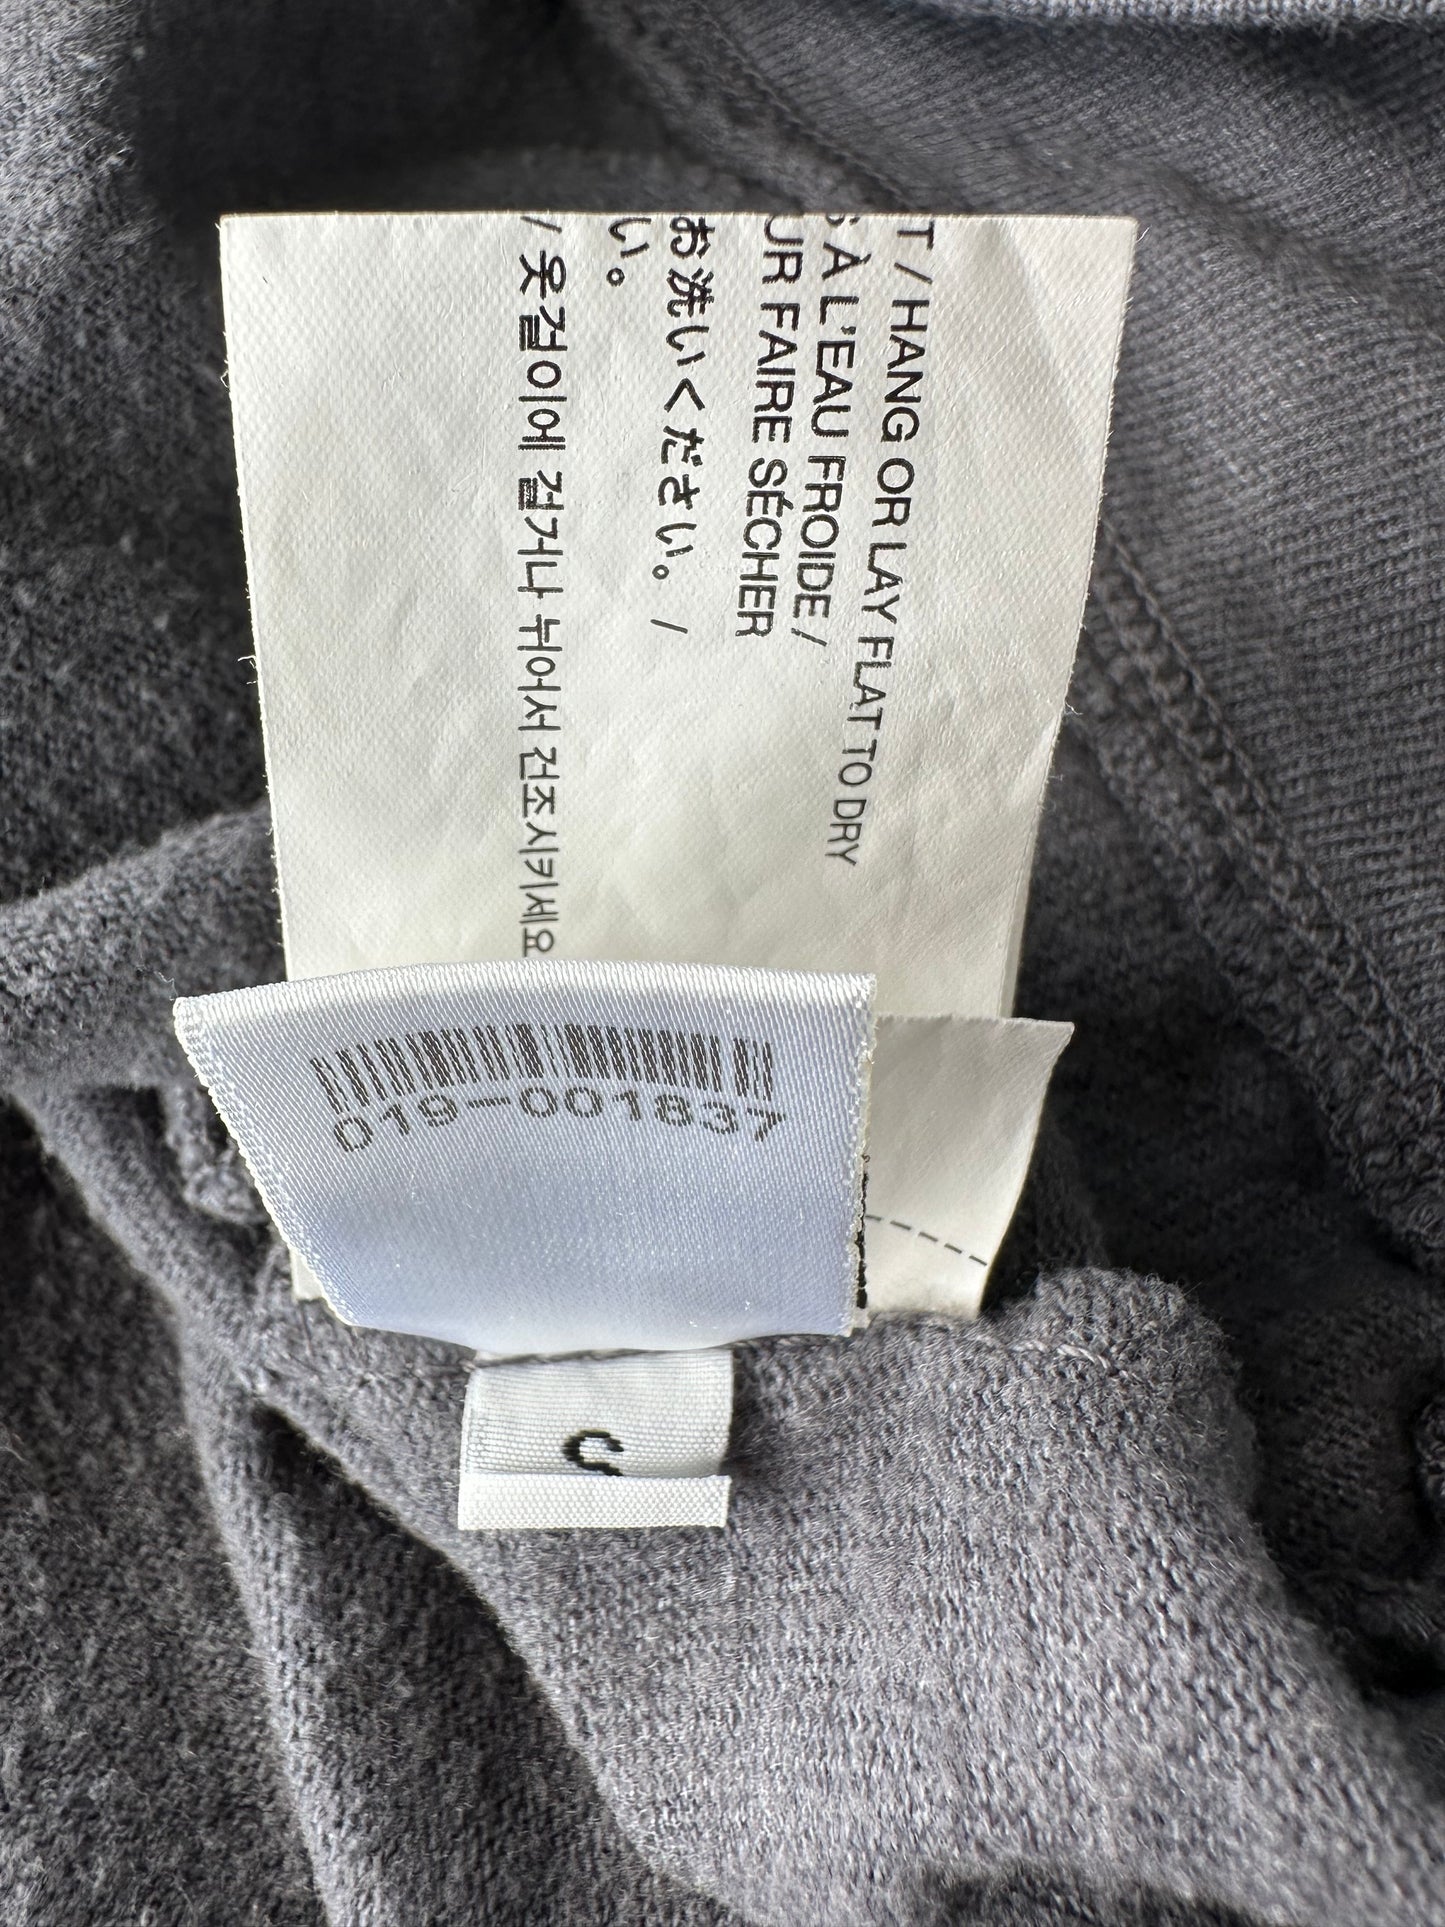 T / HANG OR LAY FLAT TO DRY
À L'EAU FROIDE /
UR FAIRE SÉCHER
お洗いください。 /
い。
/ 옷걸이에 걸거나 뉘어서 건조시키세요
019-001837
S